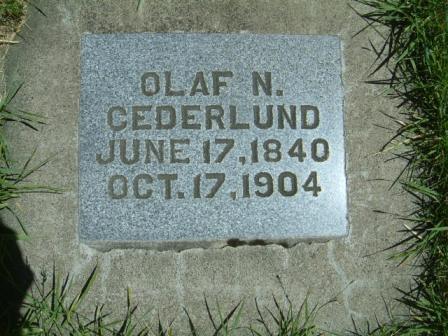 OLAF N.
CEDERLUND
JUNE 17, 1840
OCT. 17, 1904